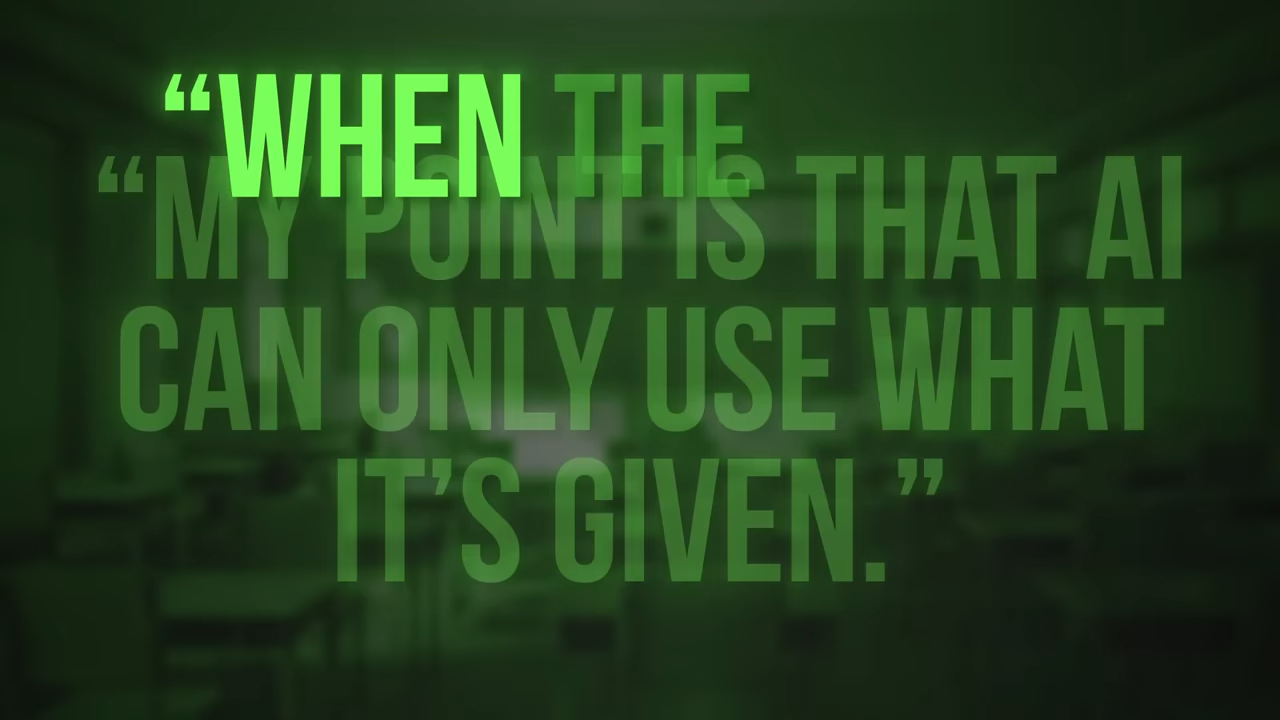 “WHEN THE
“MY POINT IS THAT AI
CAN ONLY USE WHAT
IT’S GIVEN.”